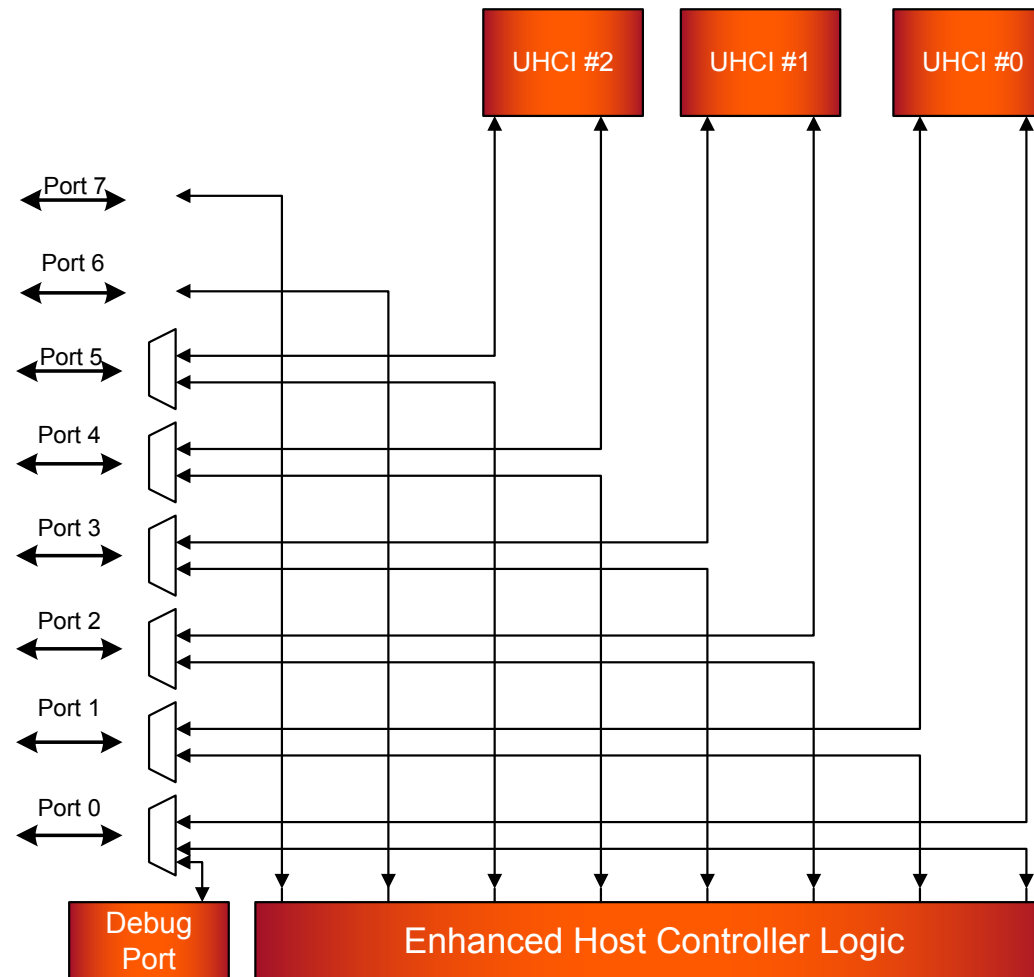 UHCI #2
UHCI #1
UHCI #0
Port 7
Port 6
Port 5
Port 4
Port 3
Port 2
Port 1
Port 0
Debug
Port
Enhanced Host Controller Logic